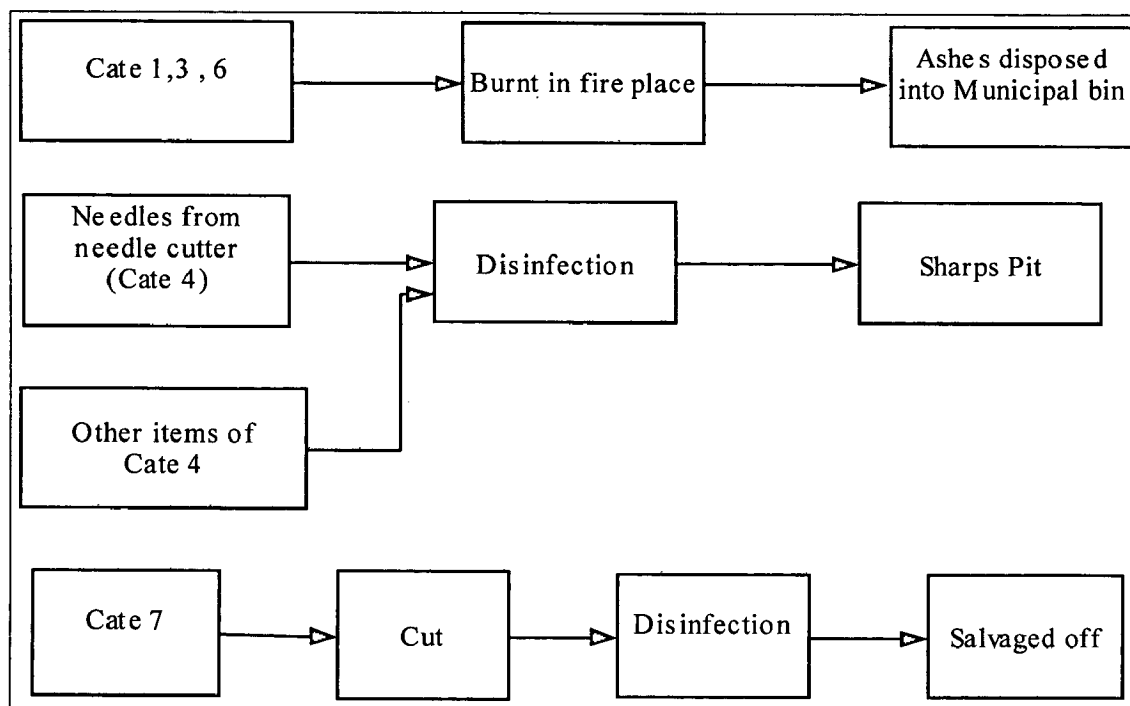 Cate 1,3 , 6
Burnt in fire place
Ashes disposed
into Municipal bin
Needles from
needle cutter
(Cate 4)
Disinfection
Sharps Pit
Other items of
Cate 4
Cate 7
Cut
Disinfection
Salvaged off